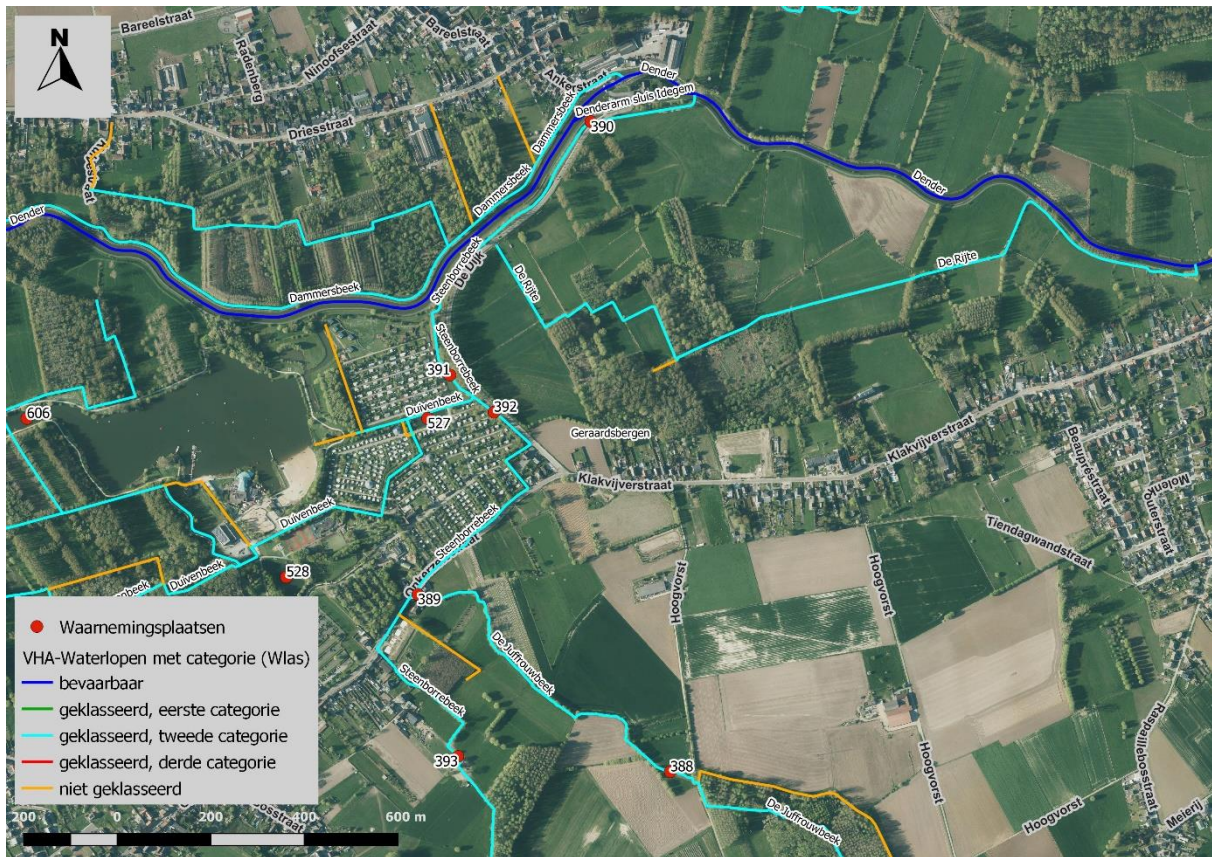 N
Bareelstraat
Radenberg
Ninoofsestraat
Bareelstraat
Ankerstraat
Dender
Denderarm sluis Idegem
390
Driesstraat
Dammersbeek
Dammersbeek
Dender
Dender
Dammersbeek
Steenborrebeek
De Dijk
De Rijte
De Rijte
Steenborrebeek
391
392
Duivenbeek
527
606
Geraardsbergen
Klakvijverstraat
Klakvijverstraat
Beaupréstraat
Molenkouterstraat
Tiendagwandstraat
Duivenbeek
Steenborrebeek
Duivenbeek
528
389
Hoogvorst
Hoogvorst
De Juffrouwbeek
Steenborrebeek
393
388
De Juffrouwbeek
Hoogvorst
Hoogvorst
Raspaillebosstraat
Meierij
Waarnemingsplaatsen
VHA-Waterlopen met categorie (Wlas)
bevaarbaar
geklasseerd, eerste categorie
geklasseerd, tweede categorie
geklasseerd, derde categorie
niet geklasseerd
200 0 200 400 600 m